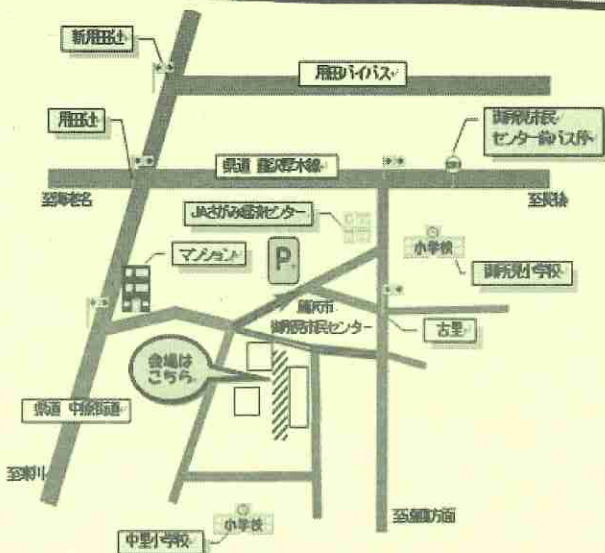 新用田辻
用田バイパス
御所見市民
センター前バス停
用田辻
県道 藤沢厚木線
至海老名
至長後
JAさがみ経済センター
小学校
マンション
P
御所見小学校
藤沢市
御所見市民センター
古里
会場は
こちら
県道 中原街道
至寒川
至遠藤方面
小学校
中里小学校